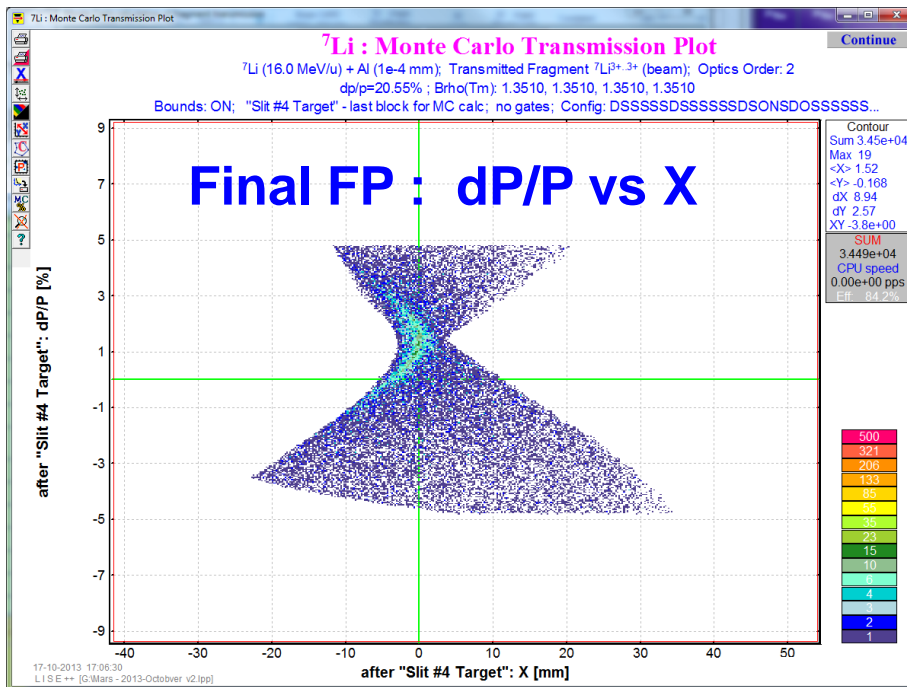 7Li : Monte Carlo Transmission Plot
7Li : Monte Carlo Transmission Plot
Continue
7Li (16.0 MeV/u) + Al (1e-4 mm); Transmitted Fragment 7Li3+..3+ (beam); Optics Order: 2
dp/p=20.55% ; Brho(Tm): 1.3510, 1.3510, 1.3510, 1.3510
Bounds: ON; "Slit #4 Target" - last block for MC calc; no gates; Config: DSSSSSDSSSSSSDSONSDOSSSSSS...
Final FP : dP/P vs X
9
7
5
3
1
-1
-3
-5
-7
-9
after "Slit #4 Target": dP/P [%]
-40 -30 -20 -10 0 10 20 30 40 50
after "Slit #4 Target": X [mm]
Contour
Sum 3.45e+04
Max 19
<X> 1.52
<Y> -0.168
dX 8.94
dY 2.57
XY -3.8e+00
SUM
3.449e+04
CPU speed
0.00e+00 pps
Eff 84.2%
500
321
206
133
85
55
35
23
15
10
6
4
3
2
1
17-10-2013 17:06:30
L I S E ++ [G:\Mars - 2013-Octobver v2.lpp]